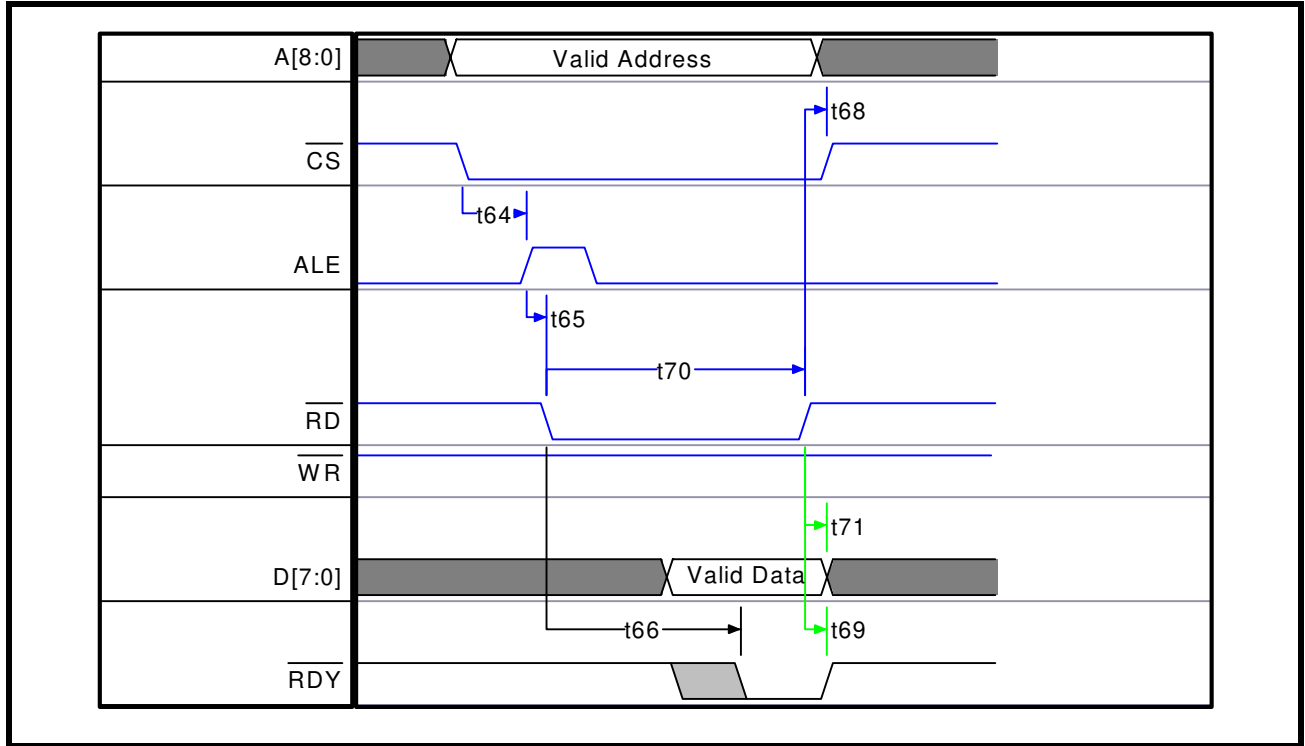 A[8:0]
Valid Address
t68
CS
t64
ALE
t65
t70
RD
WR
t71
D[7:0]
Valid Data
t66
t69
RDY